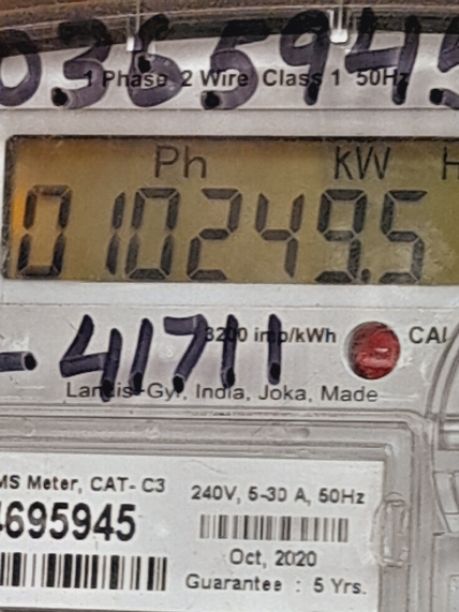 0365945
1 Phase 2 Wire Class 1 50Hz
Ph KW H
010249.5
3200 imp/kWh CAL
- 41711
Landis+Gyr, India, Joka, Made
MS Meter, CAT- C3
4695945
240V, 5-30 A, 50Hz
Oct, 2020
Guarantee : 5 Yrs.